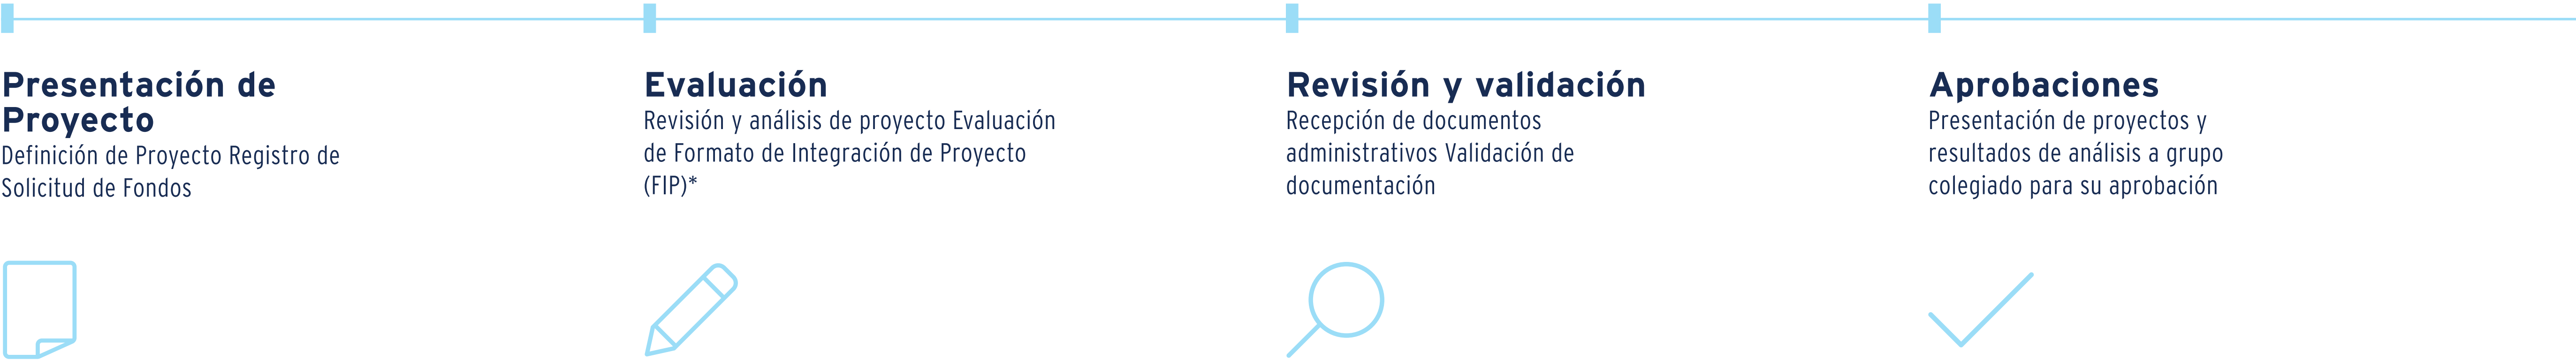 Presentación de
Proyecto
Definición de Proyecto Registro de
Solicitud de Fondos
Evaluación
Revisión y análisis de proyecto Evaluación
de Formato de Integración de Proyecto
(FIP)*
Revisión y validación
Recepción de documentos
administrativos Validación de
documentación
Aprobaciones
Presentación de proyectos y
resultados de análisis a grupo
colegiado para su aprobación